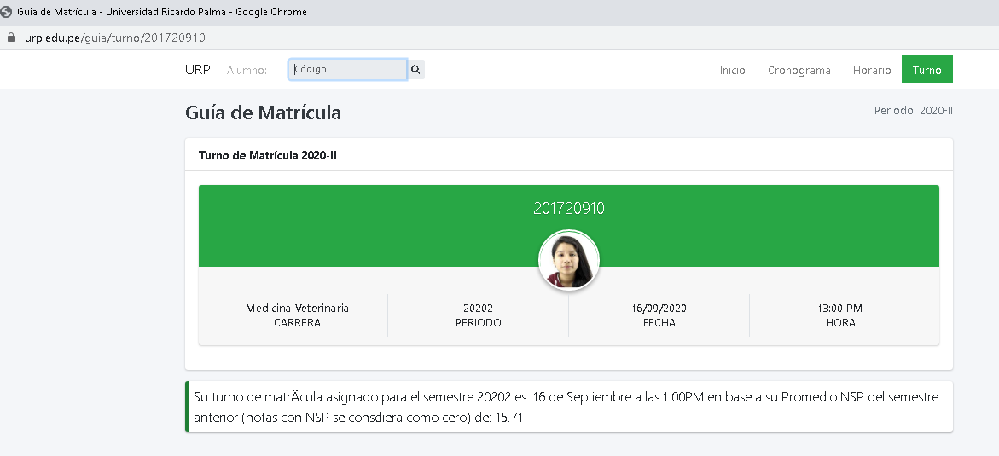 Guia de Matrícula - Universidad Ricardo Palma - Google Chrome
urp.edu.pe/guia/turno/201720910
URP Alumno: Código Inicio Cronograma Horario Turno
Guía de Matrícula Periodo: 2020-II
Turno de Matrícula 2020-II
201720910
Medicina Veterinaria 20202 16/09/2020 13:00 PM
CARRERA PERIODO FECHA HORA
Su turno de matrÃcula asignado para el semestre 20202 es: 16 de Septiembre a las 1:00PM en base a su Promedio NSP del semestre
anterior (notas con NSP se consdiera como cero) de: 15.71